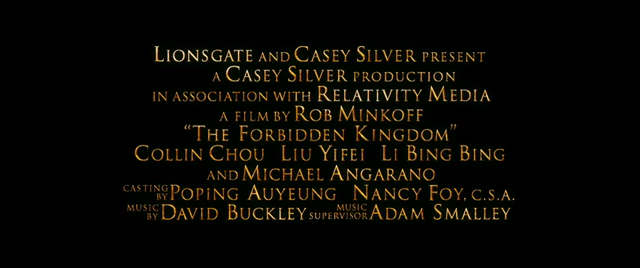 LIONSGATE AND CASEY SILVER PRESENT
A CASEY SILVER PRODUCTION
IN ASSOCIATION WITH RELATIVITY MEDIA
A FILM BY ROB MINKOFF
“THE FORBIDDEN KINGDOM”
COLLIN CHOU LIU YIFEI LI BING BING
AND MICHAEL ANGARANO
CASTING BY POPING AUYEUNG NANCY FOY, C.S.A.
MUSIC BY DAVID BUCKLEY MUSIC SUPERVISOR ADAM SMALLEY